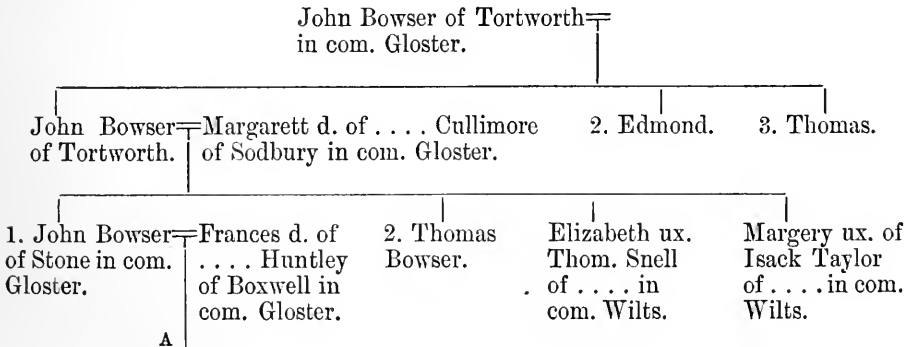 John Bowser of Tortworth
in com. Gloster.
John Bowser
of Tortworth.
Margarett d. of . . . . Cullimore
of Sodbury in com. Gloster.
2. Edmond.
3. Thomas.
1. John Bowser
of Stone in com.
Gloster.
Frances d. of
. . . . Huntley
of Boxwell in
com. Gloster.
2. Thomas
Bowser.
Elizabeth ux.
Thom. Snell
of . . . . in
com. Wilts.
Margery ux. of
Isack Taylor
of . . . . in com.
Wilts.
A